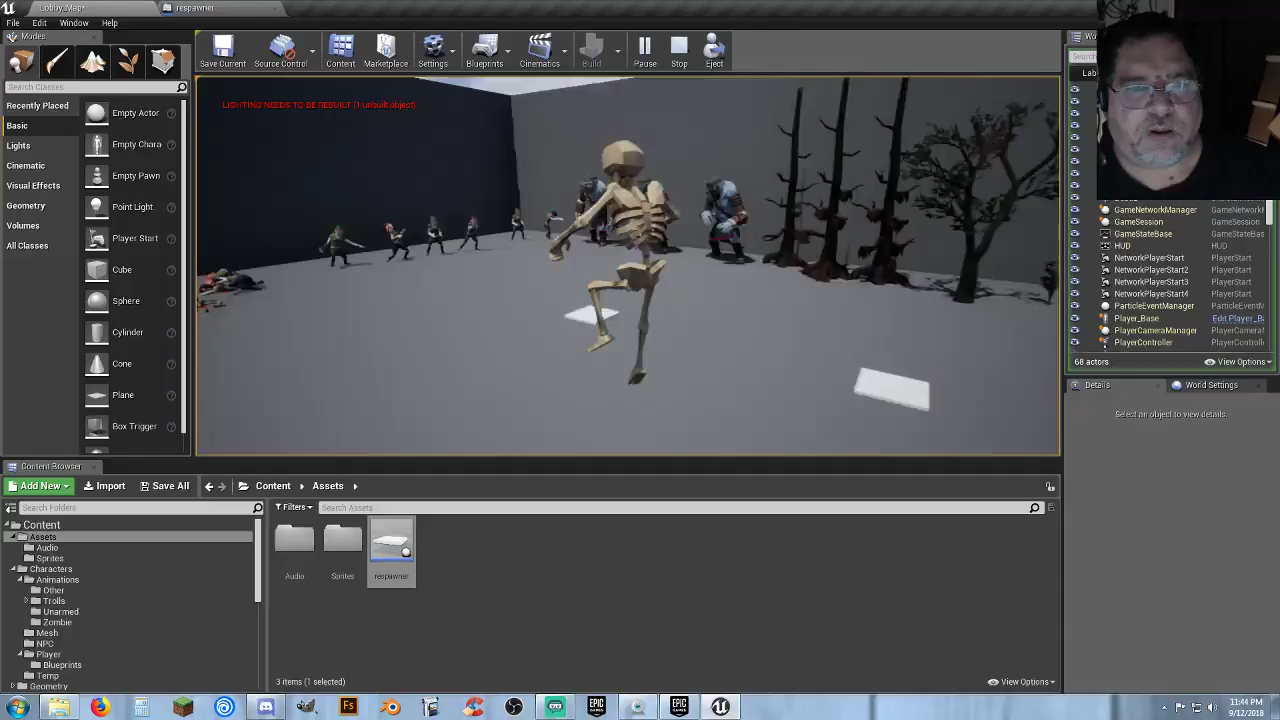 Lobby_Map*
respawner
File Edit Window Help
Modes
Search Classes
Recently Placed
Basic
Lights
Cinematic
Visual Effects
Geometry
Volumes
All Classes
Empty Actor
Empty Chara
Empty Pawn
Point Light
Player Start
Cube
Sphere
Cylinder
Cone
Plane
Box Trigger
Save Current Source Control Content Marketplace Settings Blueprints Cinematics Build Pause Stop Eject
LIGHTING NEEDS TO BE REBUILT (1 unbuilt object)
GameNetworkManager GameNetworkM
GameSession GameSession
GameStateBase GameStateBase
HUD HUD
NetworkPlayerStart PlayerStart
NetworkPlayerStart2 PlayerStart
NetworkPlayerStart3 PlayerStart
NetworkPlayerStart4 PlayerStart
ParticleEventManager ParticleEventM
Player_Base Edit Player_Ba
PlayerCameraManager PlayerCamera
PlayerController PlayerController
68 actors View Options
Details World Settings
Select an object to view details.
Content Browser
Add New Import Save All Content Assets
Search Folders
Filters Search Assets
Content
Assets
Audio
Sprites
Characters
Animations
Other
Trolls
Unarmed
Zombie
Mesh
NPC
Player
Blueprints
Temp
Geometry
Audio Sprites respawner
3 items (1 selected) View Options
11:44 PM
9/12/2018